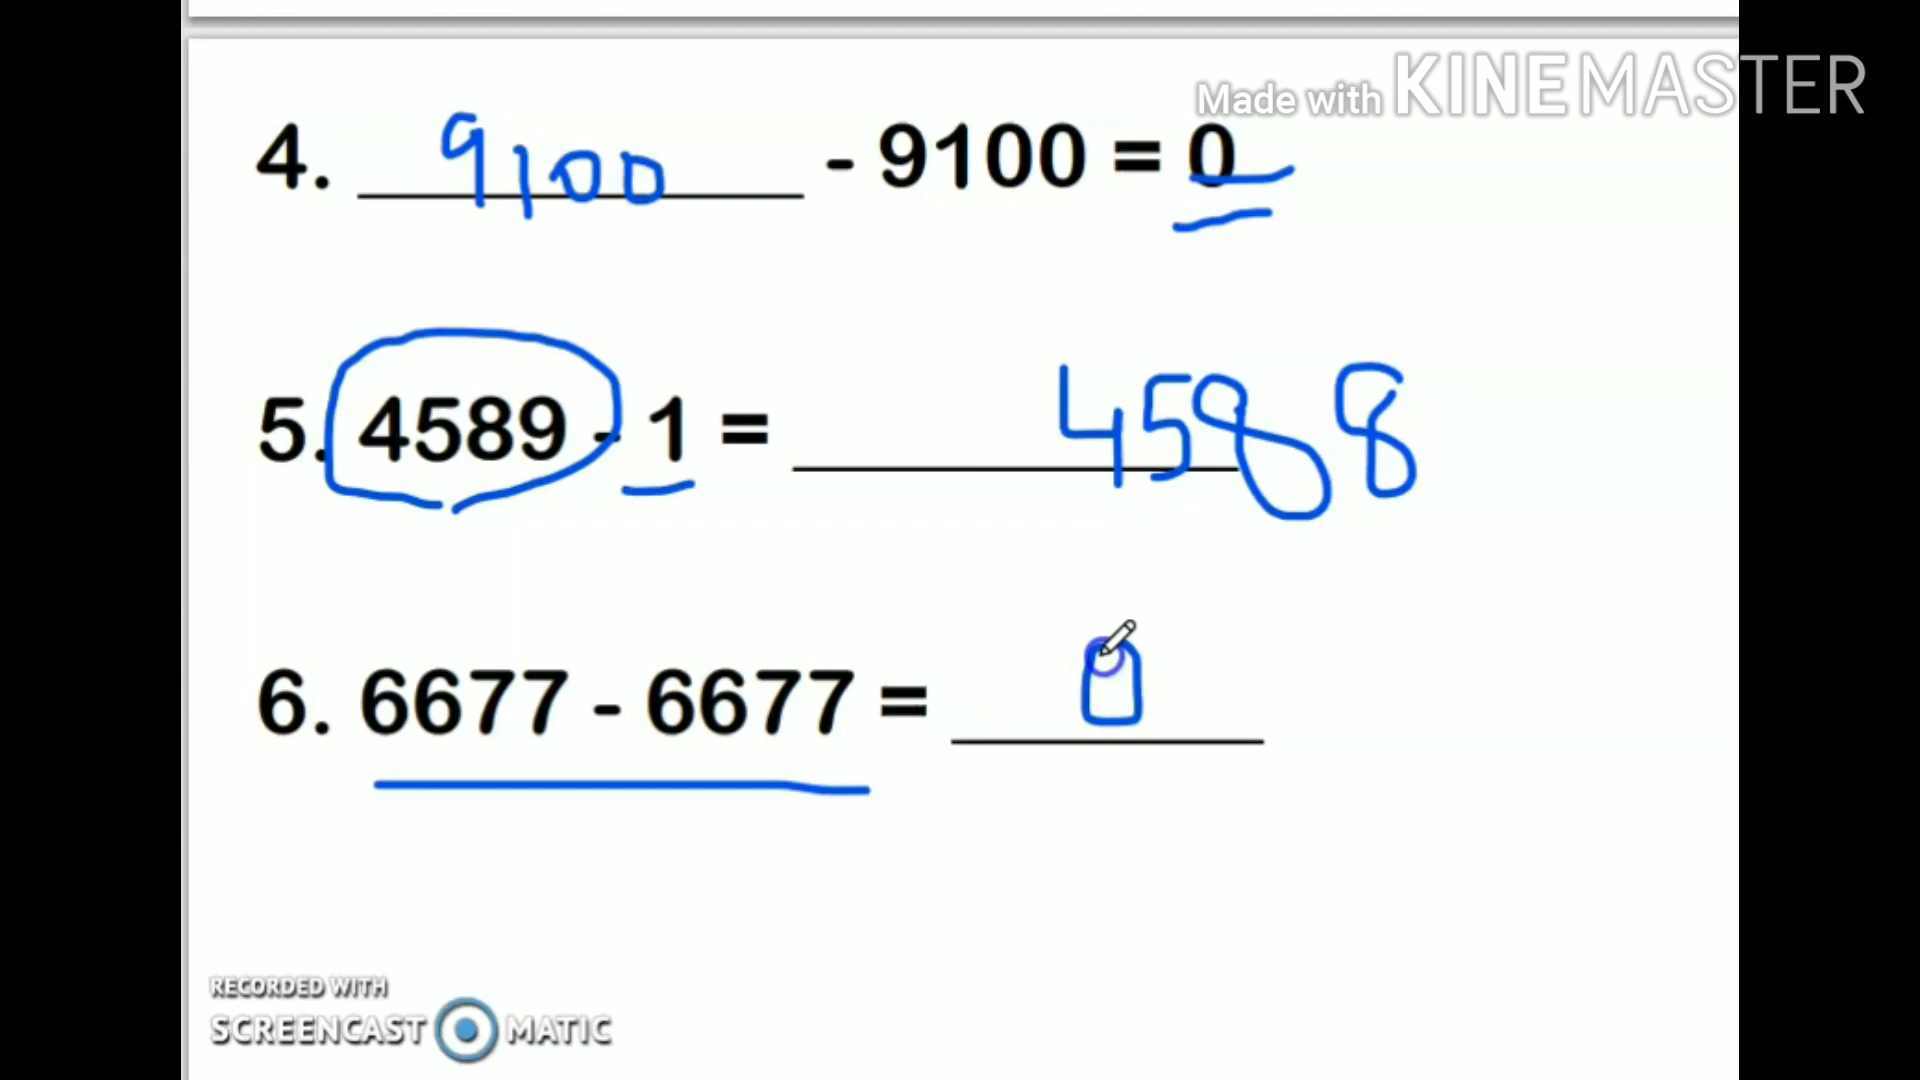 Made with KINEMASTER
4. 9100 - 9100 = 0
5. 4589 - 1 = 4588
6. 6677 - 6677 = 0
RECORDED WITH
SCREENCAST MATIC